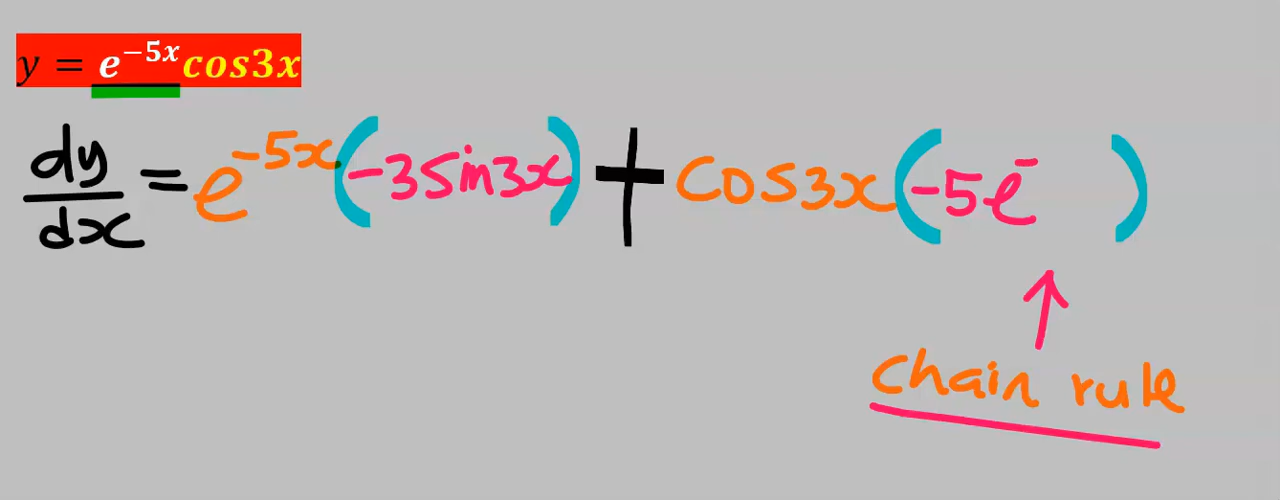 y = e^{-5x}cos3x
dy/dx = e^{-5x}(-3Sin3x) + cos3x(-5e^{-} )
chain rule